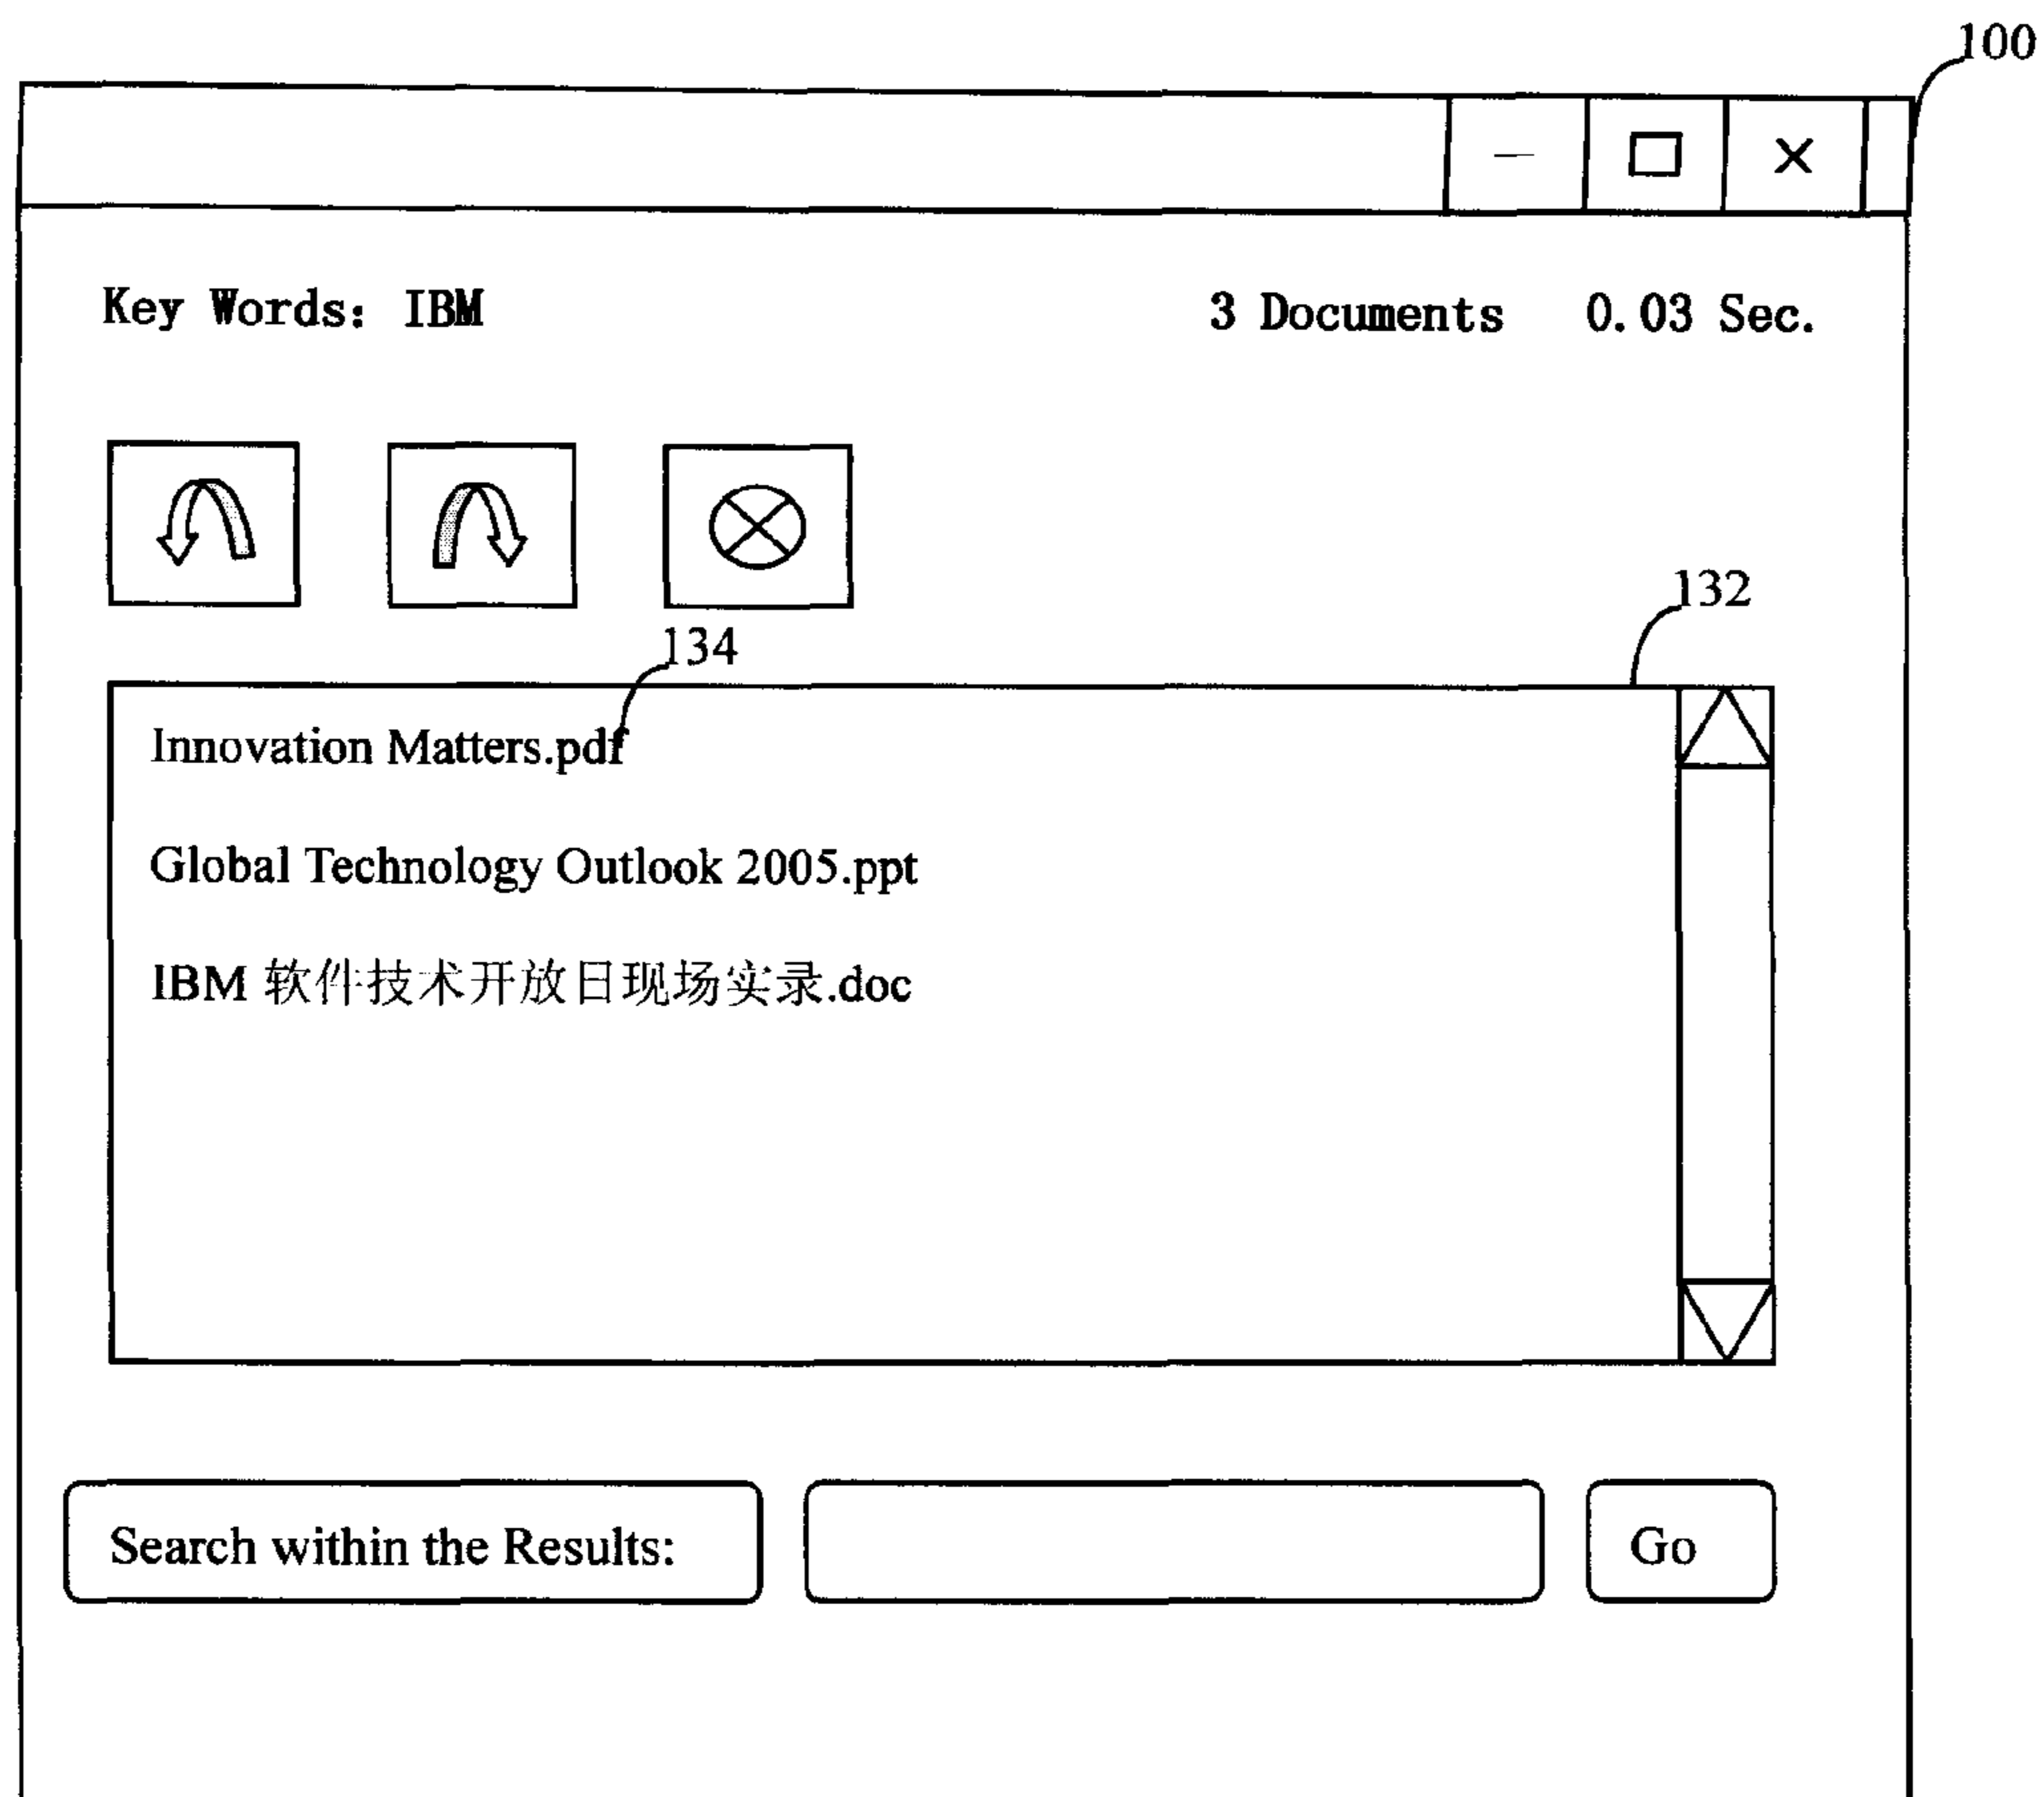 100
Key Words: IBM 3 Documents 0.03 Sec.
132
134
Innovation Matters.pdf
Global Technology Outlook 2005.ppt
IBM 软件技术开放日现场实录.doc
Search within the Results: Go